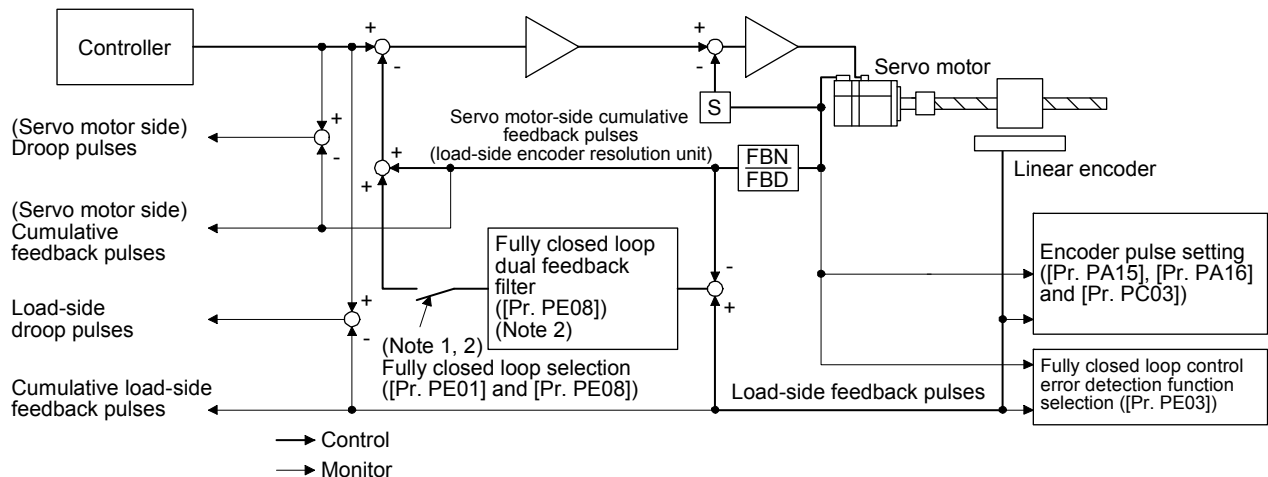 Controller
+
-
+
-
S
Servo motor
(Servo motor side)
Droop pulses
+
-
Servo motor-side cumulative
feedback pulses
(load-side encoder resolution unit)
+
+
FBN
FBD
Linear encoder
(Servo motor side)
Cumulative
feedback pulses
Fully closed loop
dual feedback
filter
([Pr. PE08])
(Note 2)
-
+
Encoder pulse setting
([Pr. PA15], [Pr. PA16]
and [Pr. PC03])
Load-side
droop pulses
+
-
(Note 1, 2)
Fully closed loop selection
([Pr. PE01] and [Pr. PE08])
Cumulative load-side
feedback pulses
Load-side feedback pulses
Fully closed loop control
error detection function
selection ([Pr. PE03])
Control
Monitor